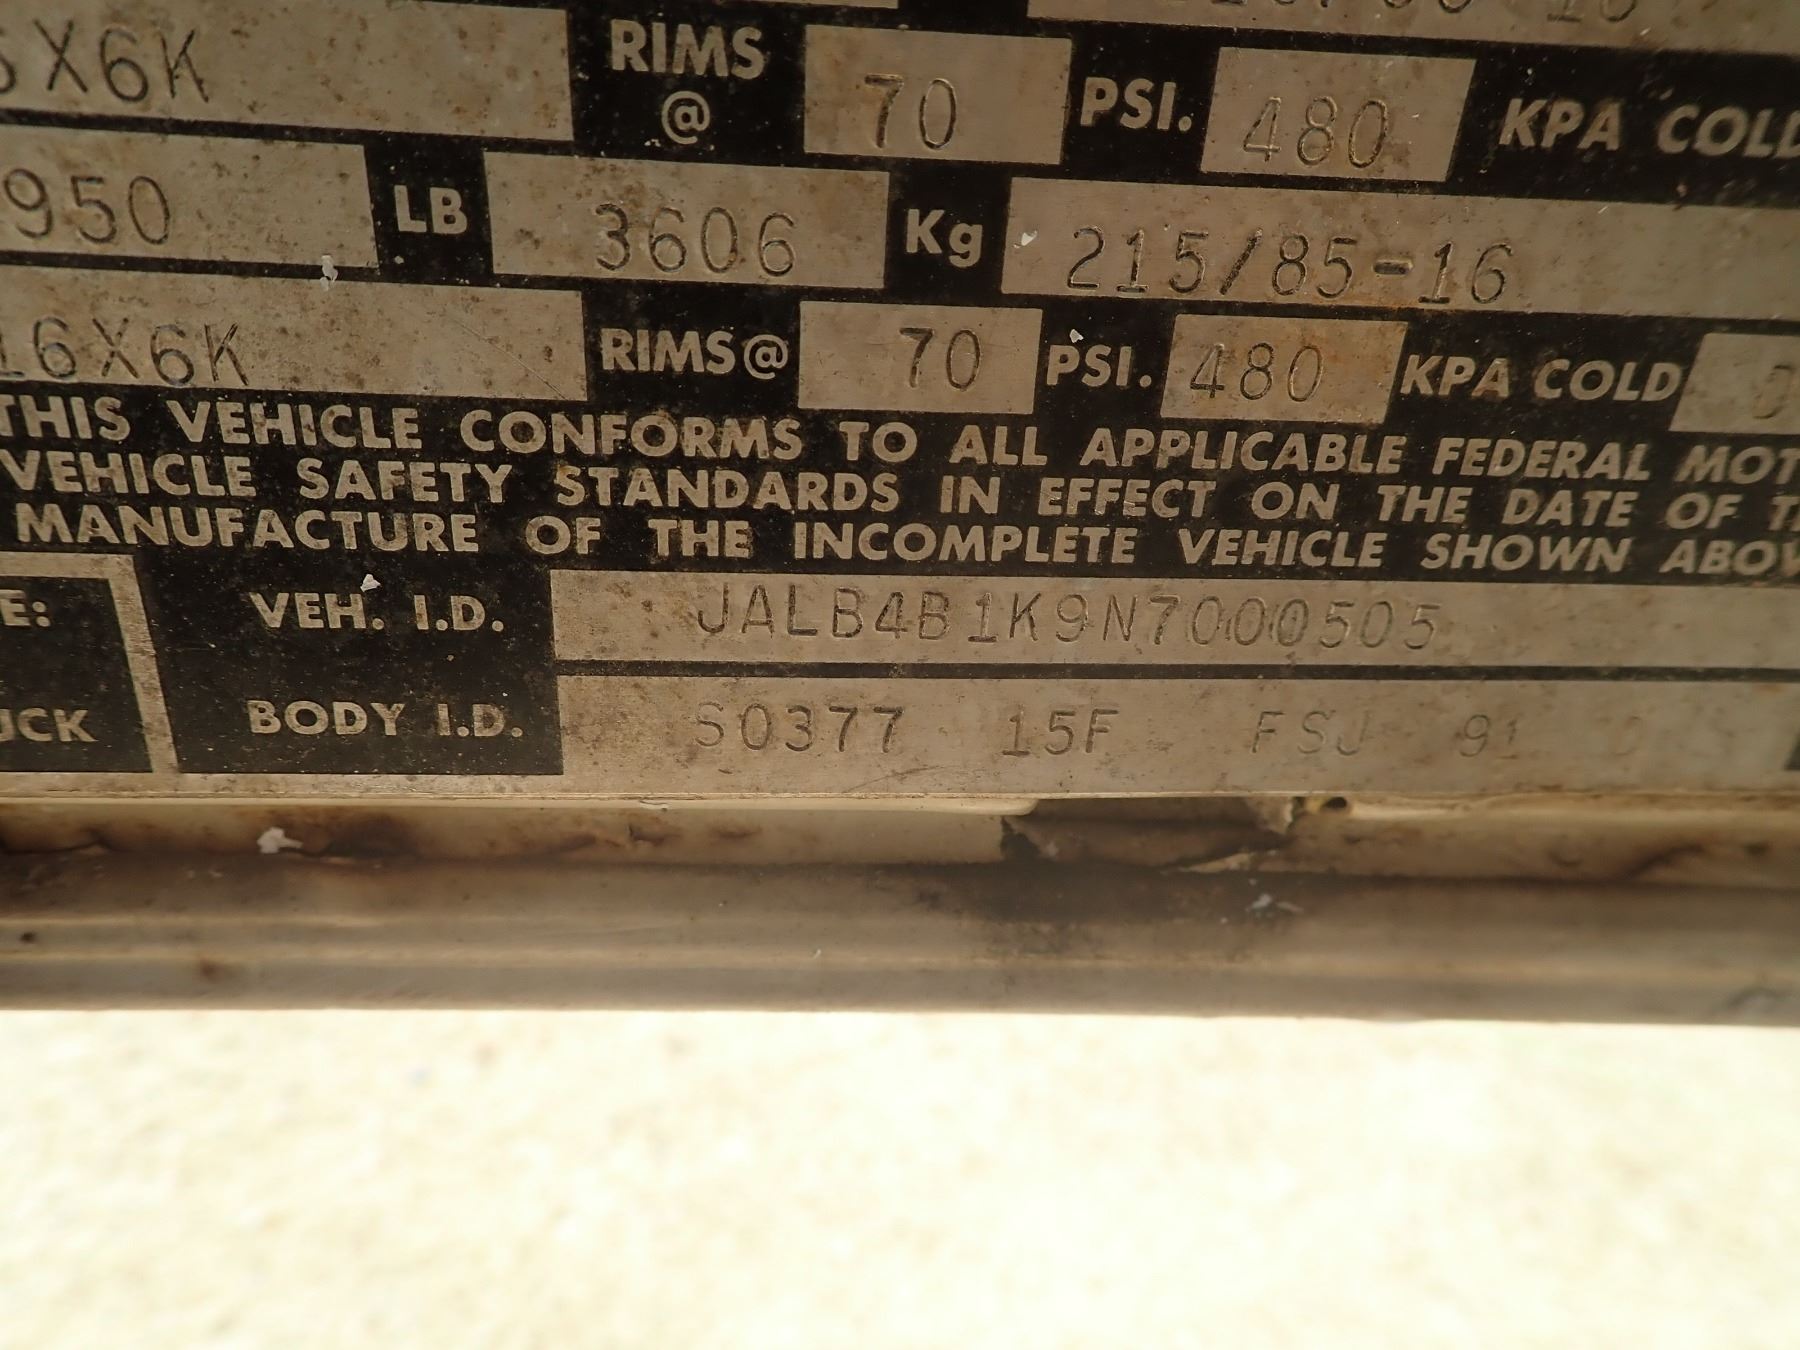 X6K RIMS @ 70 PSI. 480 KPA COLD
950 LB 3606 Kg 215/85-16
16X6K RIMS@ 70 PSI. 480 KPA COLD
THIS VEHICLE CONFORMS TO ALL APPLICABLE FEDERAL MOT
VEHICLE SAFETY STANDARDS IN EFFECT ON THE DATE OF T
MANUFACTURE OF THE INCOMPLETE VEHICLE SHOWN ABOV
E: VEH. I.D. JALB4B1K9N7000505
UCK BODY I.D. S0377 15F FSJ 91